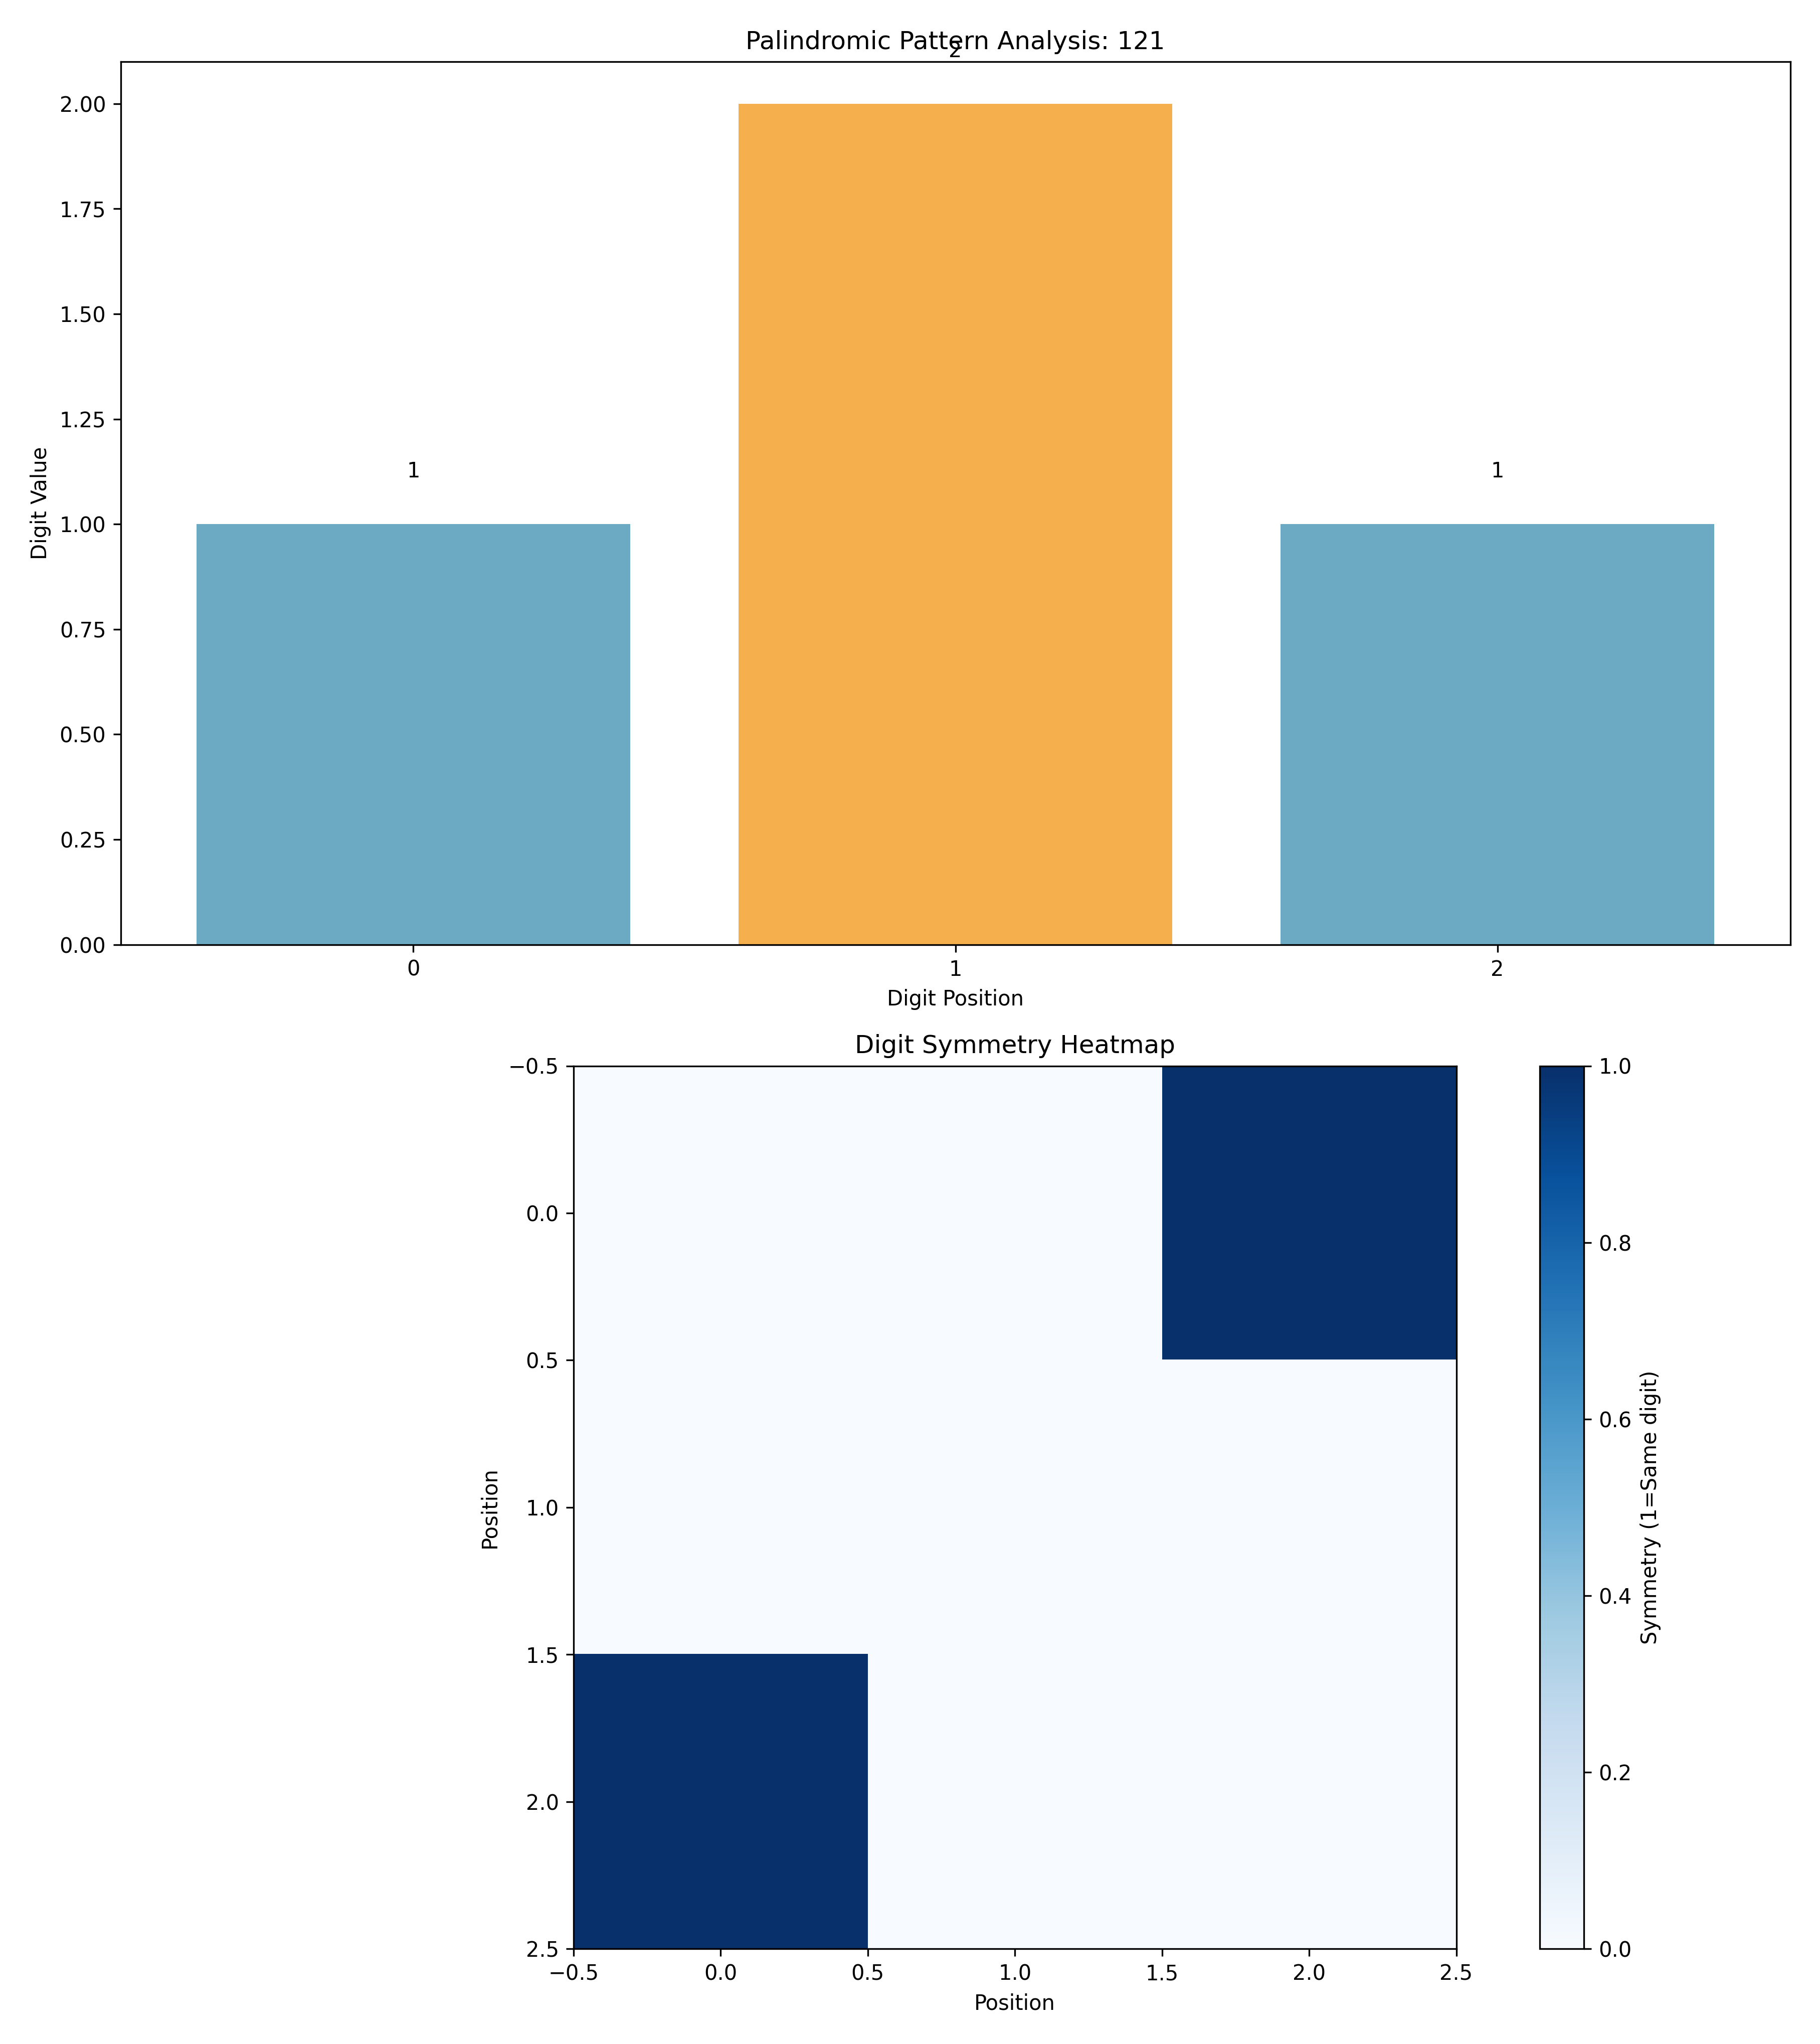 Palindromic Pattern Analysis: 121
2
2.00
1.75
1.50
1.25
1.00
0.75
0.50
0.25
0.00
Digit Value
1
1
0 1 2
Digit Position
Digit Symmetry Heatmap
−0.5
0.0
0.5
1.0
1.5
2.0
2.5
Position
−0.5 0.0 0.5 1.0 1.5 2.0 2.5
Position
1.0
0.8
0.6
0.4
0.2
0.0
Symmetry (1=Same digit)